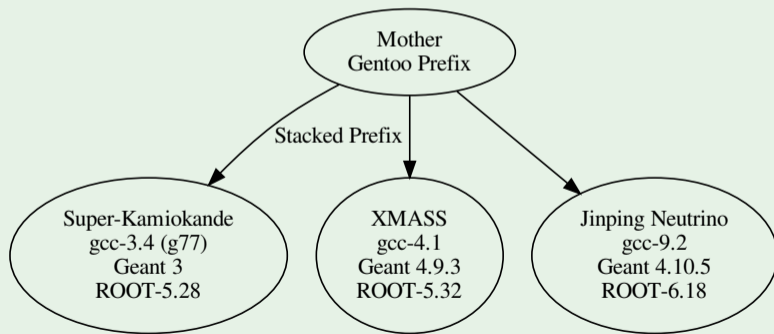 Mother
Gentoo Prefix
Stacked Prefix
Super-Kamiokande
gcc-3.4 (g77)
Geant 3
ROOT-5.28
XMASS
gcc-4.1
Geant 4.9.3
ROOT-5.32
Jinping Neutrino
gcc-9.2
Geant 4.10.5
ROOT-6.18